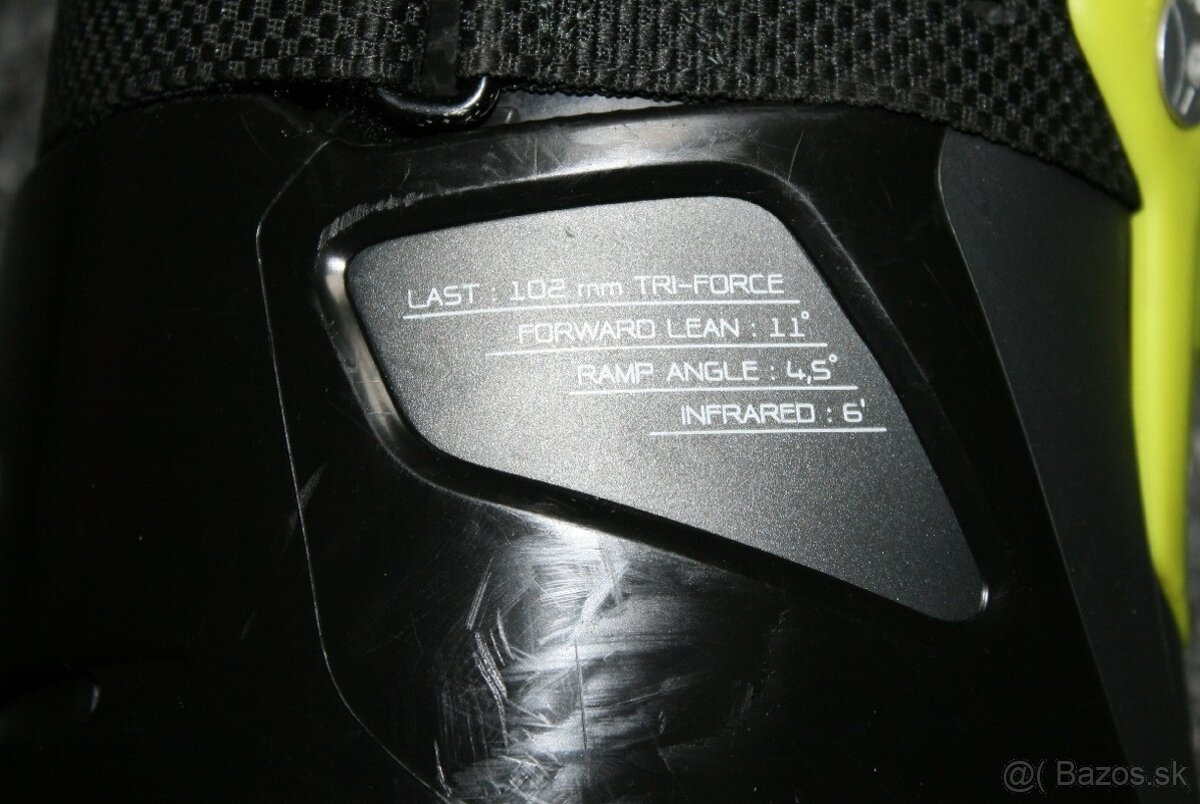 LAST : 102 mm TRI-FORCE
FORWARD LEAN : 11°
RAMP ANGLE : 4,5°
INFRARED : 6'
@( Bazos.sk